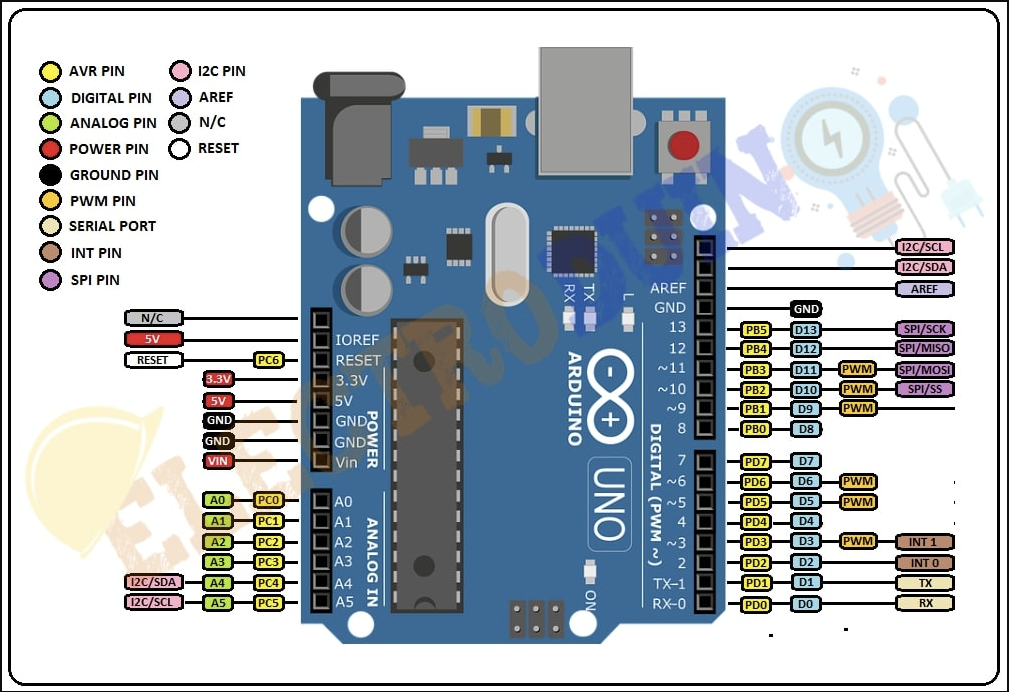 AVR PIN
DIGITAL PIN
ANALOG PIN
POWER PIN
GROUND PIN
PWM PIN
SERIAL PORT
INT PIN
SPI PIN
I2C PIN
AREF
N/C
RESET
N/C
5V
RESET PC6
3.3V
5V
GND
GND
VIN
A0 PC0
A1 PC1
A2 PC2
A3 PC3
I2C/SDA A4 PC4
I2C/SCL A5 PC5
IOREF
RESET
3.3V
5V
GND
GND
Vin
POWER
A0
A1
A2
A3
A4
A5
ANALOG IN
RX
TX
L
ARDUINO
UNO
ON
AREF
GND
13
12
~11
~10
~9
8
7
~6
~5
4
~3
2
TX-1
RX-0
DIGITAL (PWM ~)
I2C/SCL
I2C/SDA
AREF
GND
PB5 D13 SPI/SCK
PB4 D12 SPI/MISO
PB3 D11 PWM SPI/MOSI
PB2 D10 PWM SPI/SS
PB1 D9 PWM
PB0 D8
PD7 D7
PD6 D6 PWM
PD5 D5 PWM
PD4 D4
PD3 D3 PWM INT 1
PD2 D2 INT 0
PD1 D1 TX
PD0 D0 RX